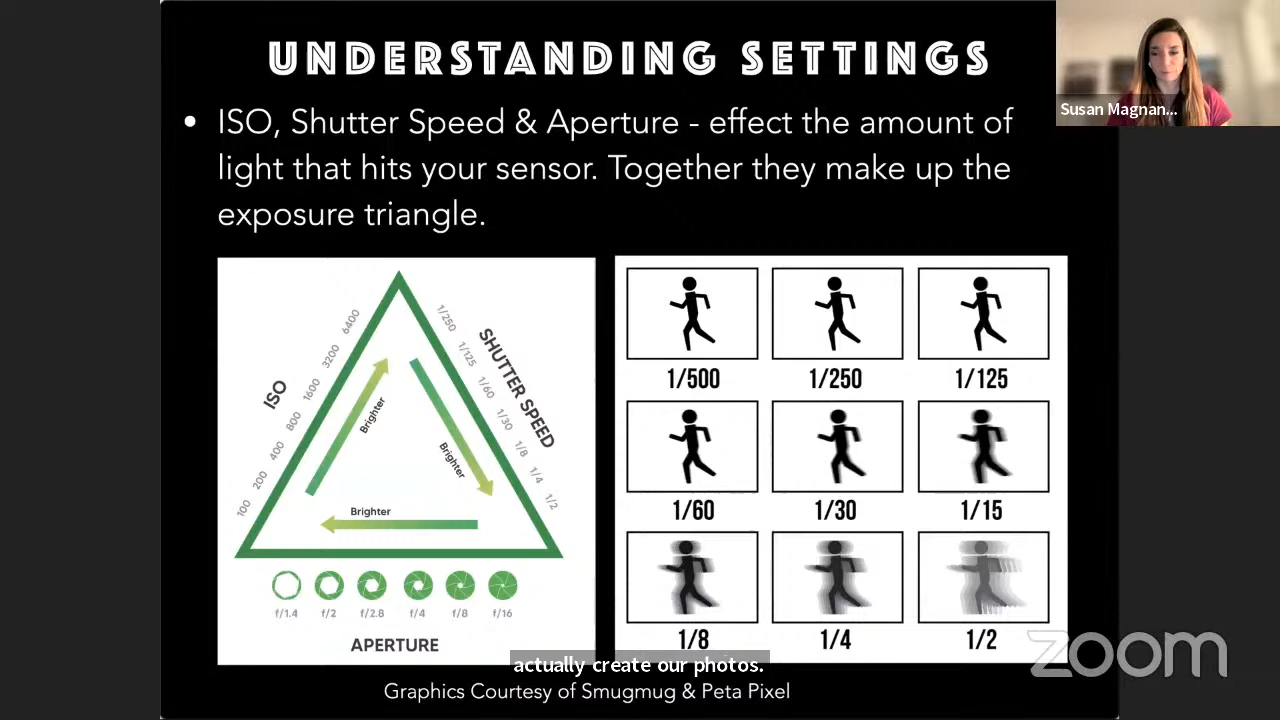 UNDERSTANDING SETTINGS
Susan Magnan...
• ISO, Shutter Speed & Aperture - effect the amount of
light that hits your sensor. Together they make up the
exposure triangle.
ISO
100
200
400
800
1600
3200
6400
Brighter
SHUTTER SPEED
1/250
1/125
1/60
1/30
1/8
1/4
1/2
Brighter
Brighter
f/1.4 f/2 f/2.8 f/4 f/8 f/16
APERTURE
1/500 1/250 1/125
1/60 1/30 1/15
1/8 1/4 1/2
actually create our photos.
Graphics Courtesy of Smugmug & Peta Pixel
zoom